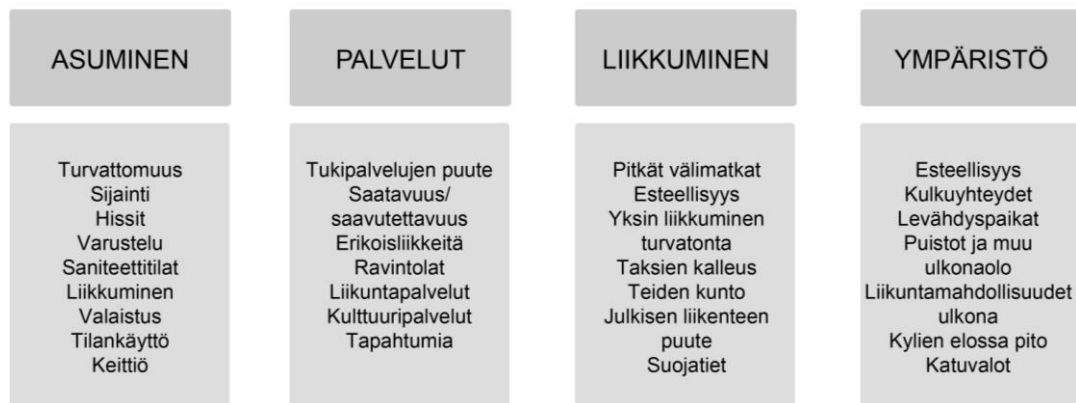 ASUMINEN
Turvattomuus
Sijainti
Hissit
Varustelu
Saniteettitilat
Liikkuminen
Valaistus
Tilankäyttö
Keittiö
PALVELUT
Tukipalvelujen puute
Saatavuus/
saavutettavuus
Erikoisliikkeitä
Ravintolat
Liikuntapalvelut
Kulttuuripalvelut
Tapahtumia
LIIKKUMINEN
Pitkät välimatkat
Esteellisyys
Yksin liikkuminen
turvatonta
Taksien kalleus
Teiden kunto
Julkisen liikenteen
puute
Suojatiet
YMPÄRISTÖ
Esteellisyys
Kulkuyhteydet
Levähdyspaikat
Puistot ja muu
ulkonaolo
Liikuntamahdollisuudet
ulkona
Kylien elossa pito
Katuvalot